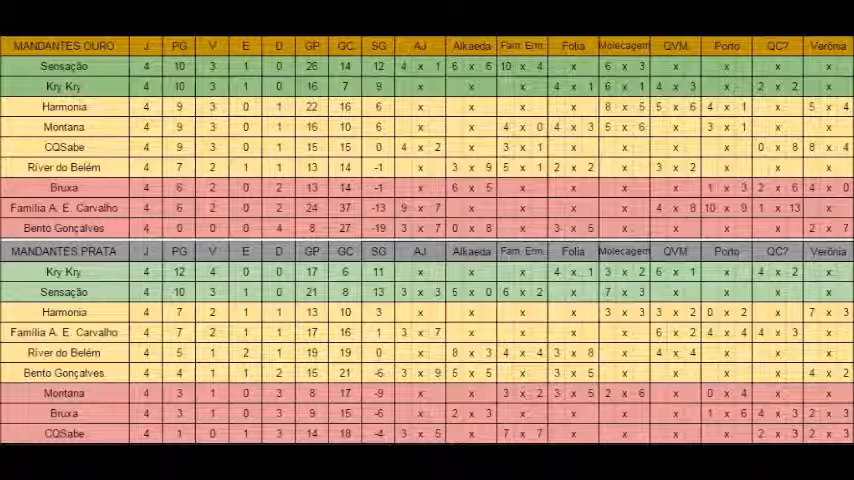 MANDANTES OURO J PG V E D GP GC SG AJ Alkaeda Fam. Erm. Folia Molecagem QVM Porto QC? Verônia
Sensação 4 10 3 1 0 26 14 12 4 x 1 6 x 6 10 x 4 x 6 x 3 x x x x
Kry Kry 4 10 3 1 0 16 7 9 x x x 4 x 1 6 x 1 4 x 3 x 2 x 2 x
Harmonia 4 9 3 0 1 22 16 6 x x x x 8 x 5 5 x 6 4 x 1 x 5 x 4
Montana 4 9 3 0 1 16 10 6 x x 4 x 0 4 x 3 5 x 6 x 3 x 1 x x
CQSabe 4 9 3 0 1 15 15 0 4 x 2 x 3 x 1 x x x x 0 x 8 8 x 4
River do Belém 4 7 2 1 1 13 14 -1 x 3 x 9 5 x 1 2 x 2 x 3 x 2 x x x
Bruxa 4 6 2 0 2 13 14 -1 x 6 x 5 x x x x 1 x 3 2 x 6 4 x 0
Família A. E. Carvalho 4 6 2 0 2 24 37 -13 9 x 7 x x x x 4 x 8 10 x 9 1 x 13 x
Bento Gonçalves 4 0 0 0 4 8 27 -19 3 x 7 0 x 8 x 3 x 5 x x x x 2 x 7
MANDANTES PRATA J PG V E D GP GC SG AJ Alkaeda Fam. Erm. Folia Molecagem QVM Porto QC? Verônia
Kry Kry 4 12 4 0 0 17 6 11 x x x 4 x 1 3 x 2 6 x 1 x 4 x 2 x
Sensação 4 10 3 1 0 21 8 13 3 x 3 5 x 0 6 x 2 x 7 x 3 x x x x
Harmonia 4 7 2 1 1 13 10 3 x x x x 3 x 3 3 x 2 0 x 2 x 7 x 3
Família A. E. Carvalho 4 7 2 1 1 17 16 1 3 x 7 x x x x 6 x 2 4 x 4 4 x 3 x
River do Belém 4 5 1 2 1 19 19 0 x 8 x 3 4 x 4 3 x 8 x 4 x 4 x x x
Bento Gonçalves 4 4 1 1 2 15 21 -6 3 x 9 5 x 5 x 3 x 5 x x x x 4 x 2
Montana 4 3 1 0 3 8 17 -9 x x 3 x 2 3 x 5 2 x 6 x 0 x 4 x x
Bruxa 4 3 1 0 3 9 15 -6 x 2 x 3 x x x x 1 x 6 4 x 3 2 x 3
CQSabe 4 1 0 1 3 14 18 -4 3 x 5 x 7 x 7 x x x x 2 x 3 2 x 3